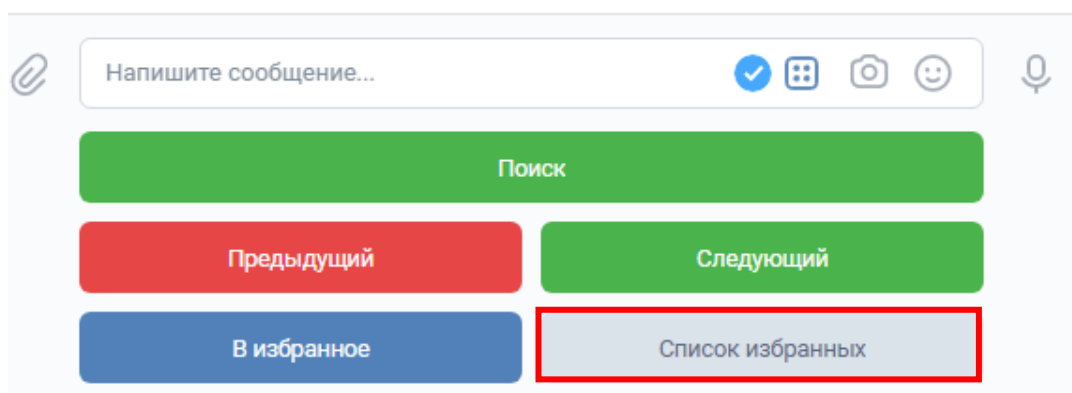 Напишите сообщение...
Поиск
Предыдущий
Следующий
В избранное
Список избранных